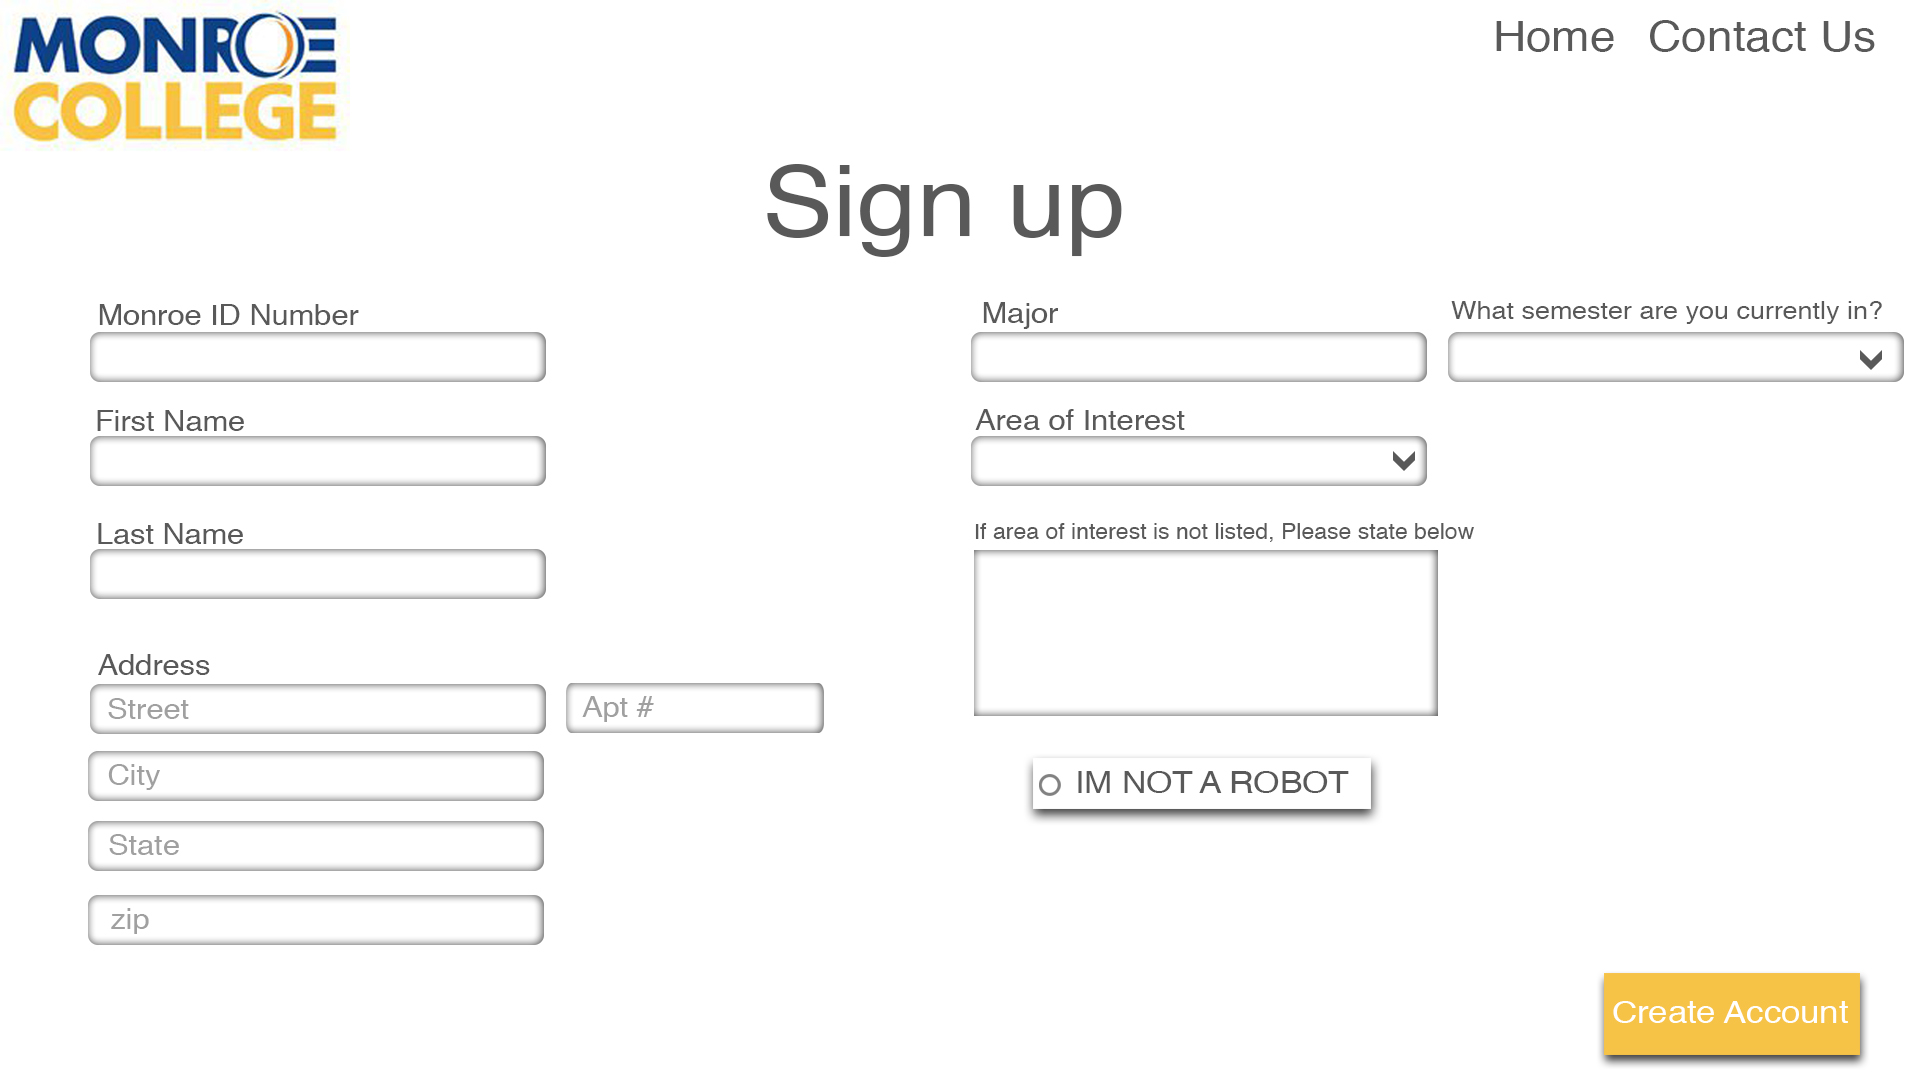 MONROE
COLLEGE
Home Contact Us
Sign up
Monroe ID Number
First Name
Last Name
Address
Street
Apt #
City
State
zip
Major
What semester are you currently in?
Area of Interest
If area of interest is not listed, Please state below
IM NOT A ROBOT
Create Account